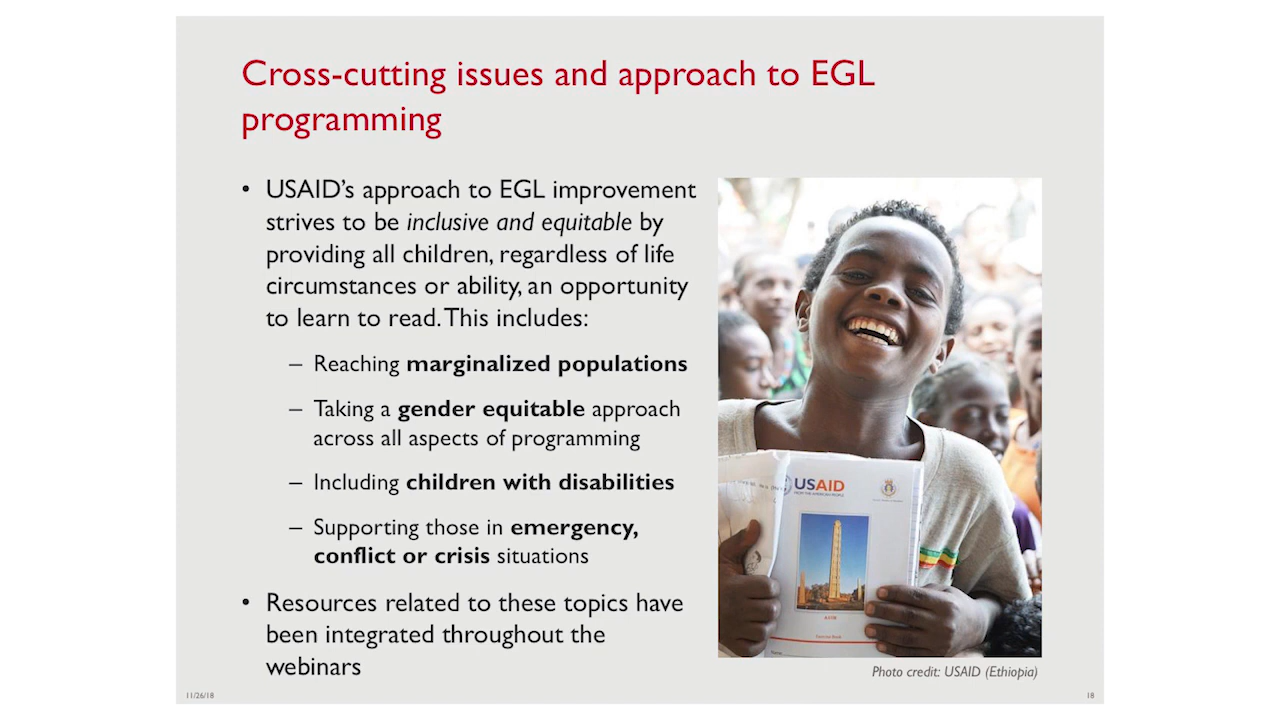 Cross-cutting issues and approach to EGL
programming
• USAID's approach to EGL improvement
strives to be inclusive and equitable by
providing all children, regardless of life
circumstances or ability, an opportunity
to learn to read. This includes:
– Reaching marginalized populations
– Taking a gender equitable approach
across all aspects of programming
– Including children with disabilities
– Supporting those in emergency,
conflict or crisis situations
• Resources related to these topics have
been integrated throughout the
webinars
USAID
FROM THE AMERICAN PEOPLE
Exercise Book
Photo credit: USAID (Ethiopia)
11/26/18
18